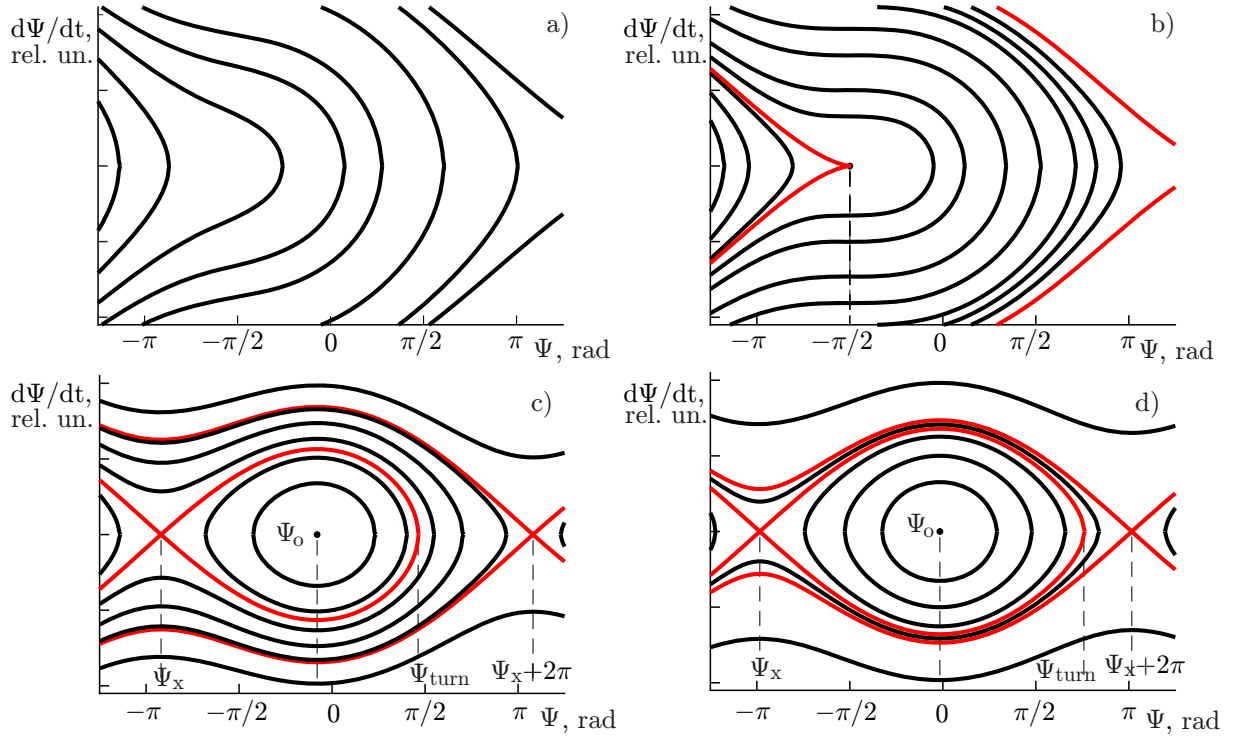 dΨ/dt,
rel. un.
a)
−π
−π/2
0
π/2
π
Ψ, rad
dΨ/dt,
rel. un.
b)
−π
−π/2
0
π/2
π
Ψ, rad
dΨ/dt,
rel. un.
c)
Ψo
Ψx
Ψturn
Ψx+2π
−π
−π/2
0
π/2
π
Ψ, rad
dΨ/dt,
rel. un.
d)
Ψo
Ψx
Ψturn
Ψx+2π
−π
−π/2
0
π/2
π
Ψ, rad